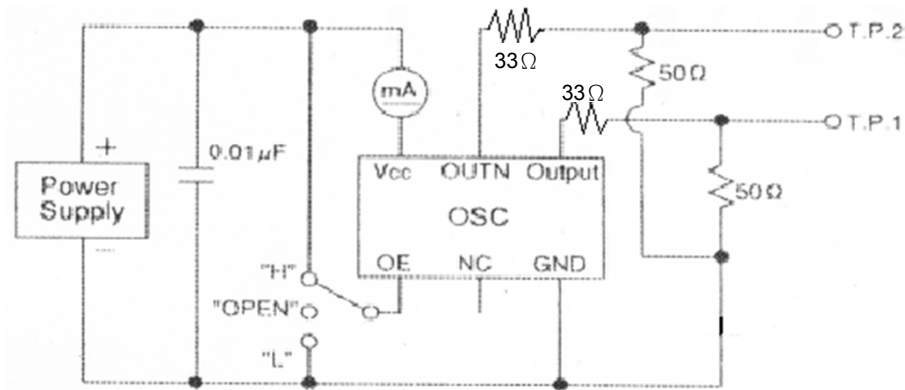 T.P.2
33Ω
50Ω
33Ω
T.P.1
mA
+
0.01μF
Vcc OUTN Output
Power
Supply
50Ω
OSC
—
OE NC GND
"H"
"OPEN"
"L"